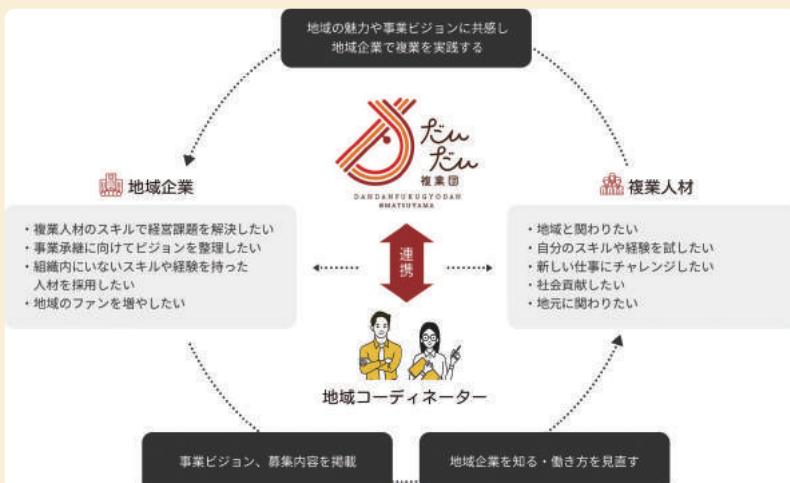 地域の魅力や事業ビジョンに共感し
地域企業で複業を実践する
だんだん
複業団
DANDANFUKUGYODAN
@MATSUYAMA
地域企業
・複業人材のスキルで経営課題を解決したい
・事業承継に向けてビジョンを整理したい
・組織内にいないスキルや経験を持った
人材を採用したい
・地域のファンを増やしたい
連携
複業人材
・地域と関わりたい
・自分のスキルや経験を試したい
・新しい仕事にチャレンジしたい
・社会貢献したい
・地元に関わりたい
地域コーディネーター
事業ビジョン、募集内容を掲載
地域企業を知る・働き方を見直す